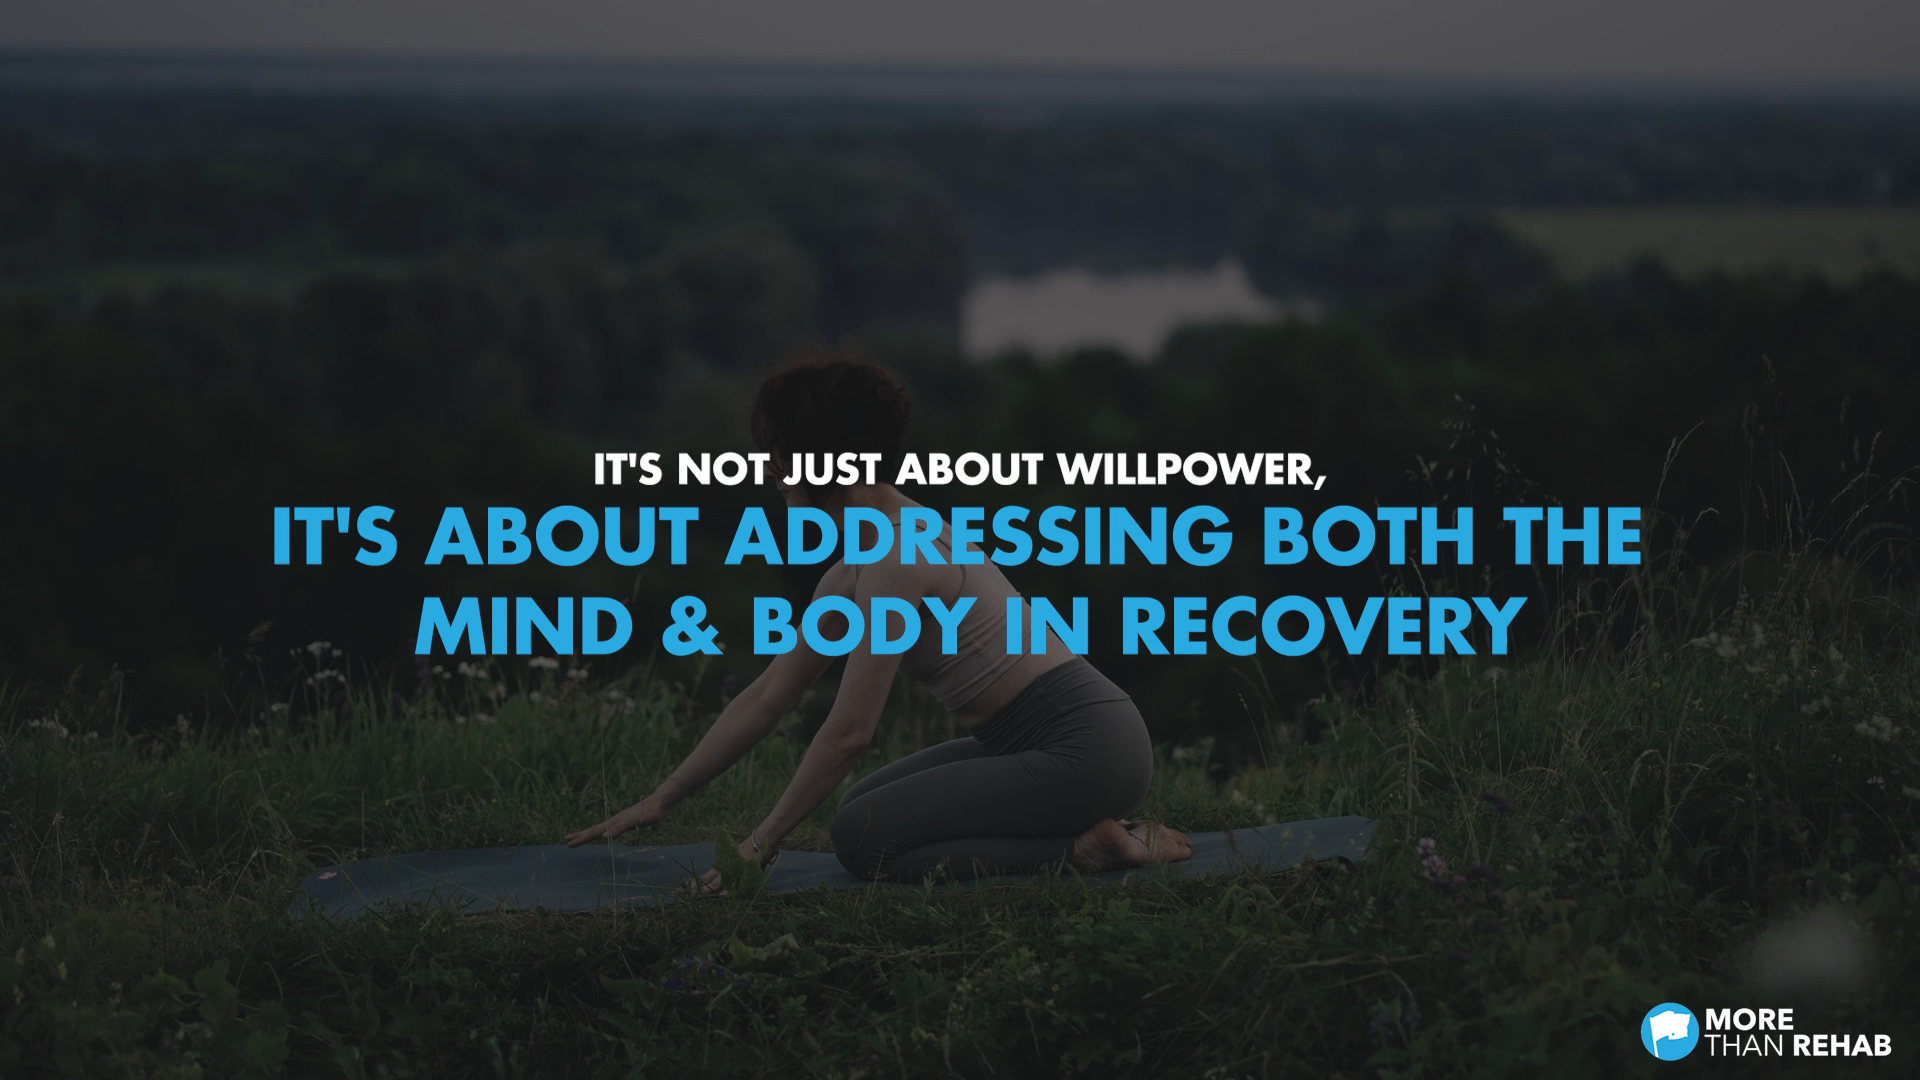 IT'S NOT JUST ABOUT WILLPOWER,
IT'S ABOUT ADDRESSING BOTH THE
MIND & BODY IN RECOVERY
MORE
THAN REHAB